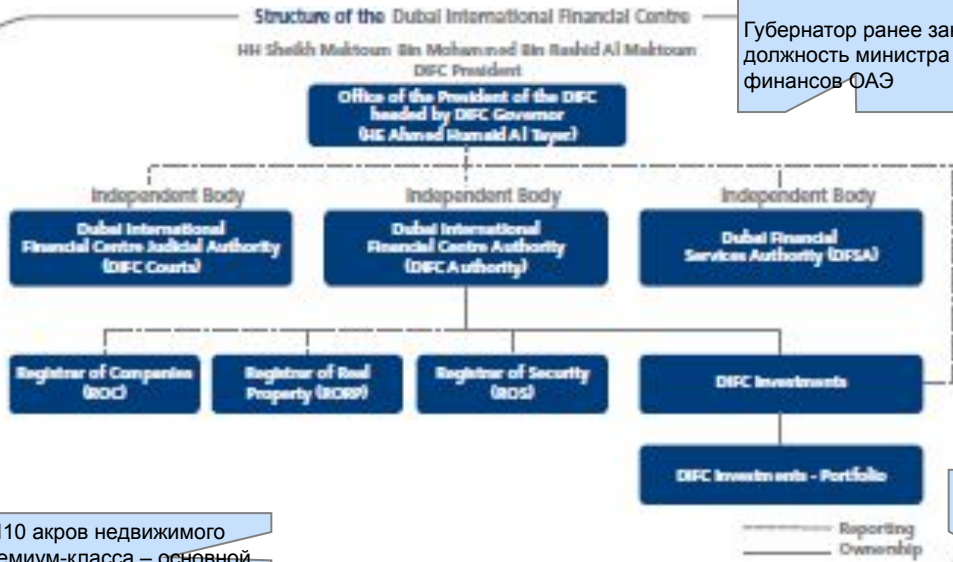 Structure of the Dubai International Financial Centre
HH Sheikh Maktoum Bin Mohammed Bin Rashid Al Maktoum
DIFC President
Губернатор ранее
должность министра
финансов ОАЭ
Office of the President of the DIFC
headed by DIFC Governor
(HE Ahmed Humaid Al Tayer)
Independent Body
Independent Body
Independent Body
Dubai International
Financial Centre Judicial Authority
(DIFC Courts)
Dubai International
Financial Centre Authority
(DIFC Authority)
Dubai Financial
Services Authority (DFSA)
Registrar of Companies
(ROC)
Registrar of Real
Property (RORP)
Registrar of Security
(ROS)
DIFC Investments
DIFC Investments - Portfolio
110 акров недвижимого
основной
Reporting
Ownership